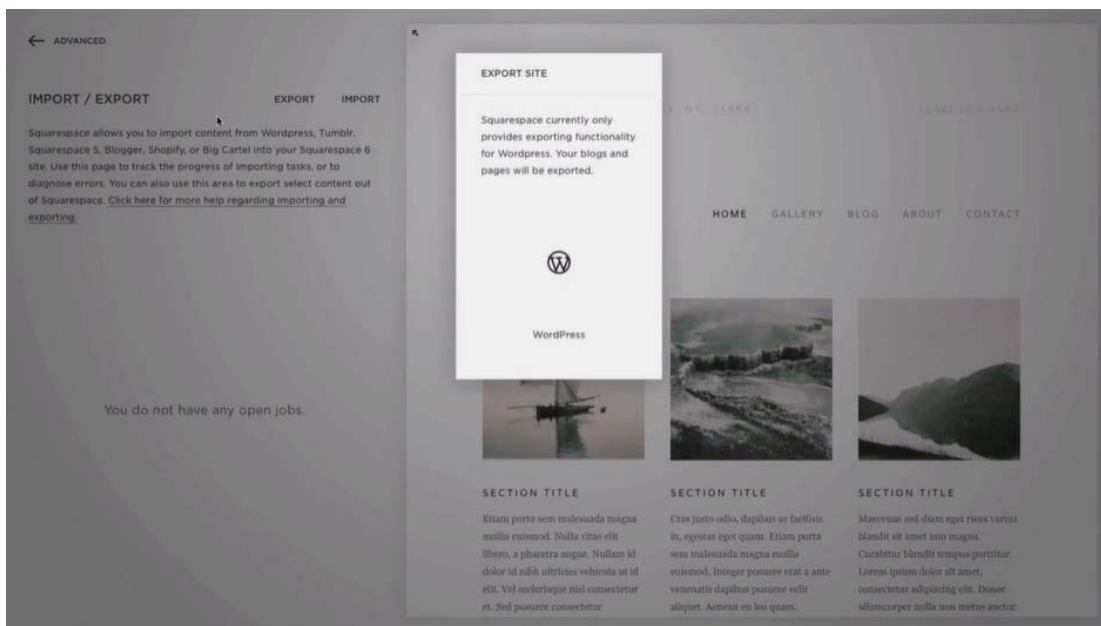 ADVANCED
IMPORT / EXPORT
EXPORT
IMPORT
Squarespace allows you to import content from Wordpress, Tumblr,
Squarespace 5, Blogger, Shopify, or Big Cartel into your Squarespace 6
site. Use this page to track the progress of importing tasks, or to
diagnose errors. You can also use this area to export select content out
of Squarespace. Click here for more help regarding importing and
exporting.
You do not have any open jobs.
EXPORT SITE
Squarespace currently only
provides exporting functionality
for Wordpress. Your blogs and
pages will be exported.
WordPress
HOME
GALLERY
BLOG
ABOUT
CONTACT
SECTION TITLE
Etiam porta sem malesuada magna
mollis euismod. Nulla vitae elit
libero, a pharetra augue. Nullam id
dolor id nibh ultricies vehicula ut id
elit. Vel scelerisque nisl consectetur
et. Sed posuere consectetur
SECTION TITLE
Cras justo odio, dapibus ac facilisis
in, egestas eget quam. Etiam porta
sem malesuada magna mollis
euismod. Integer posuere erat a ante
venenatis dapibus posuere velit
aliquet. Aenean eu leo quam.
SECTION TITLE
Maecenas sed diam eget risus varius
blandit sit amet non magna.
Curabitur blandit tempus porttitor.
Lorem ipsum dolor sit amet,
consectetur adipiscing elit. Donec
ullamcorper nulla non metus auctor